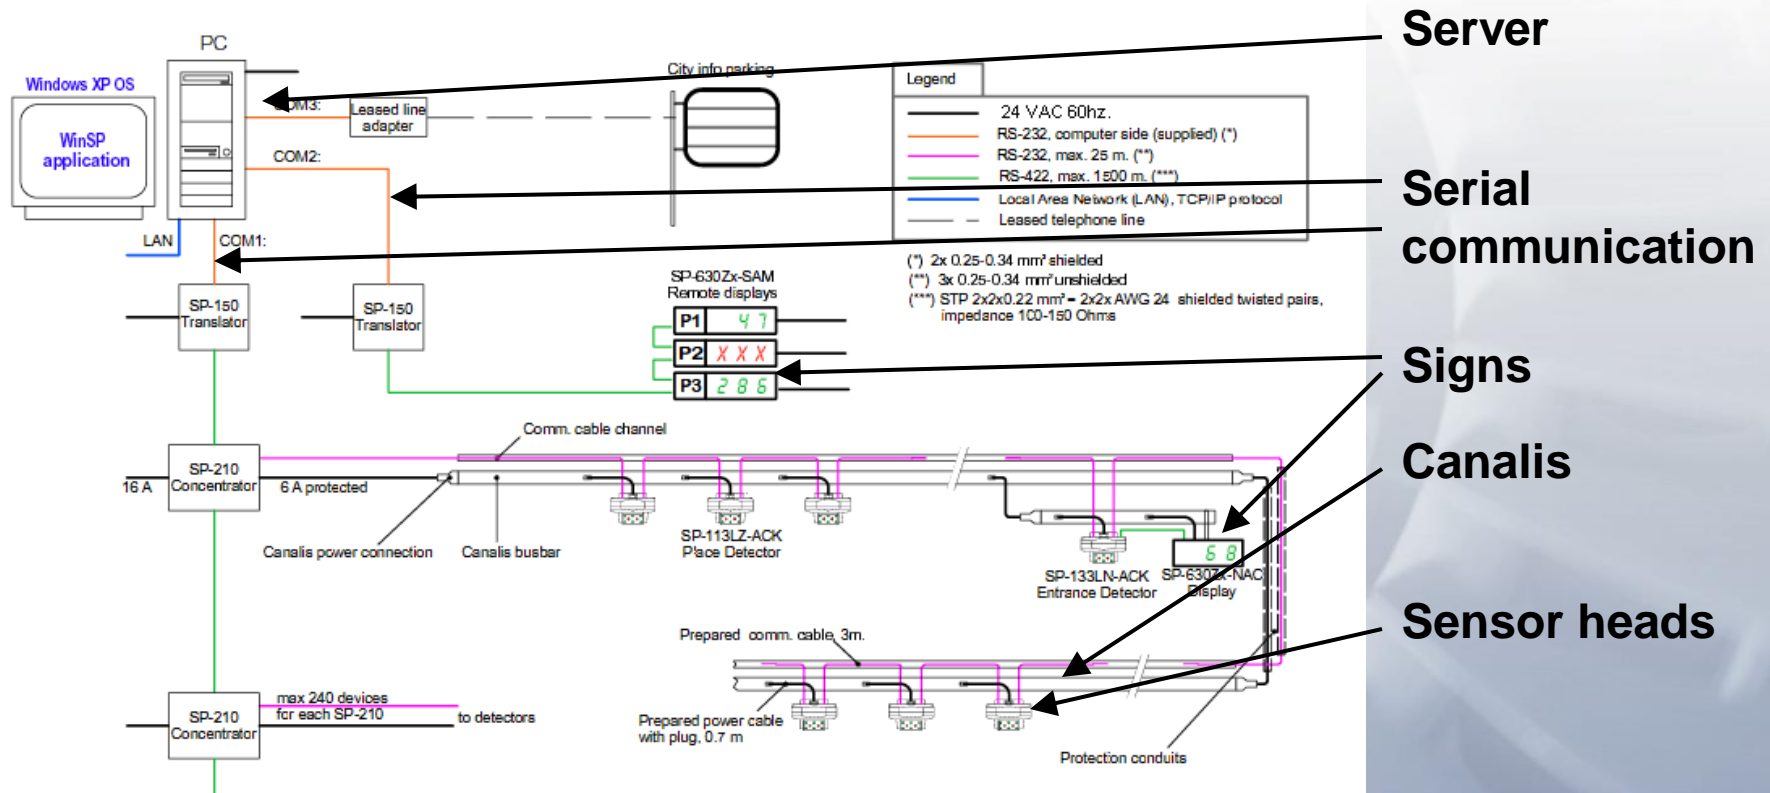 PC
Windows XP OS
WinSP
application
COM3:
Leased line
adapter
COM2:
LAN
COM1:
City info parking
Legend
24 VAC 60hz.
RS-232, computer side (supplied) (*)
RS-232, max. 25 m. (**)
RS-422, max. 1500 m. (***)
Local Area Network (LAN), TCP/IP protocol
Leased telephone line
(*) 2x 0.25-0.34 mm² shielded
(**) 3x 0.25-0.34 mm² unshielded
(***) STP 2x2x0.22 mm² = 2x2x AWG 24 shielded twisted pairs,
impedance 100-150 Ohms
SP-150
Translator
SP-150
Translator
SP-630Zx-SAM
Remote displays
P1 47
P2 XXX
P3 286
Comm. cable channel
SP-210
Concentrator
16 A
6 A protected
Canalis power connection
Canalis busbar
SP-113LZ-ACK
Place Detector
SP-133LN-ACK
Entrance Detector
68
SP-630Zx-NAC
Display
Prepared comm. cable, 3m.
Prepared power cable
with plug, 0.7 m
Protection conduits
SP-210
Concentrator
max 240 devices
for each SP-210
to detectors
Server
Serial
communication
Signs
Canalis
Sensor heads